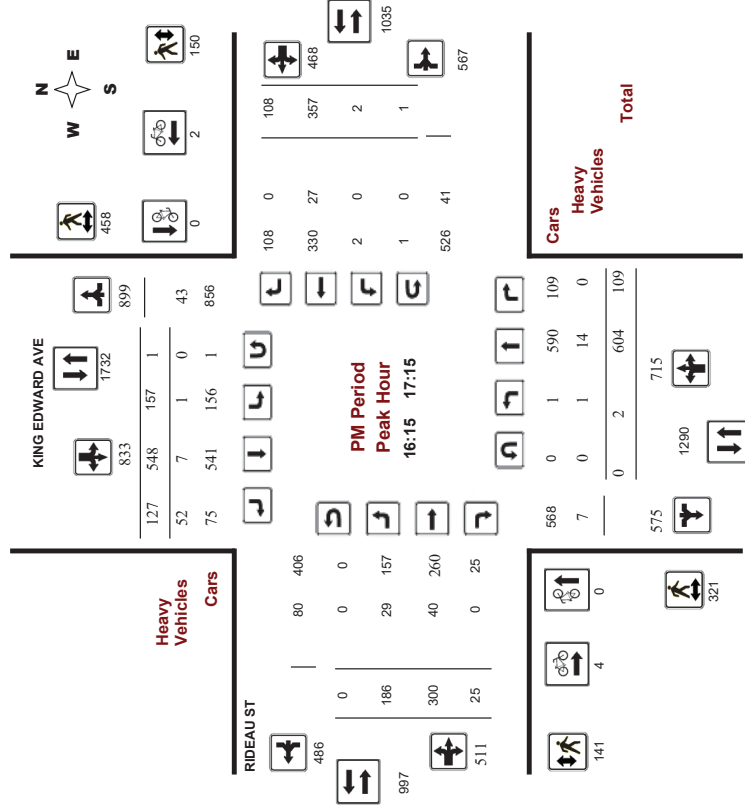 N
W E
S
458
150
0
2
KING EDWARD AVE
833
1732
899
127 548 157 1
52 7 1 0 43
75 541 156 1 856
Heavy
Vehicles
Cars
RIDEAU ST
486
997
511
80 406
0 0 0
186 29 157
300 40 260
25 0 25
PM Period
Peak Hour
16:15 17:15
108 0 108
330 27 357
2 0 2
1 0 1
526 41
468
1035
567
Cars
Heavy
Vehicles
Total
568 0 1 590 109
7 0 1 14 0
0 2 604 109
575
1290
715
141
4
0
321